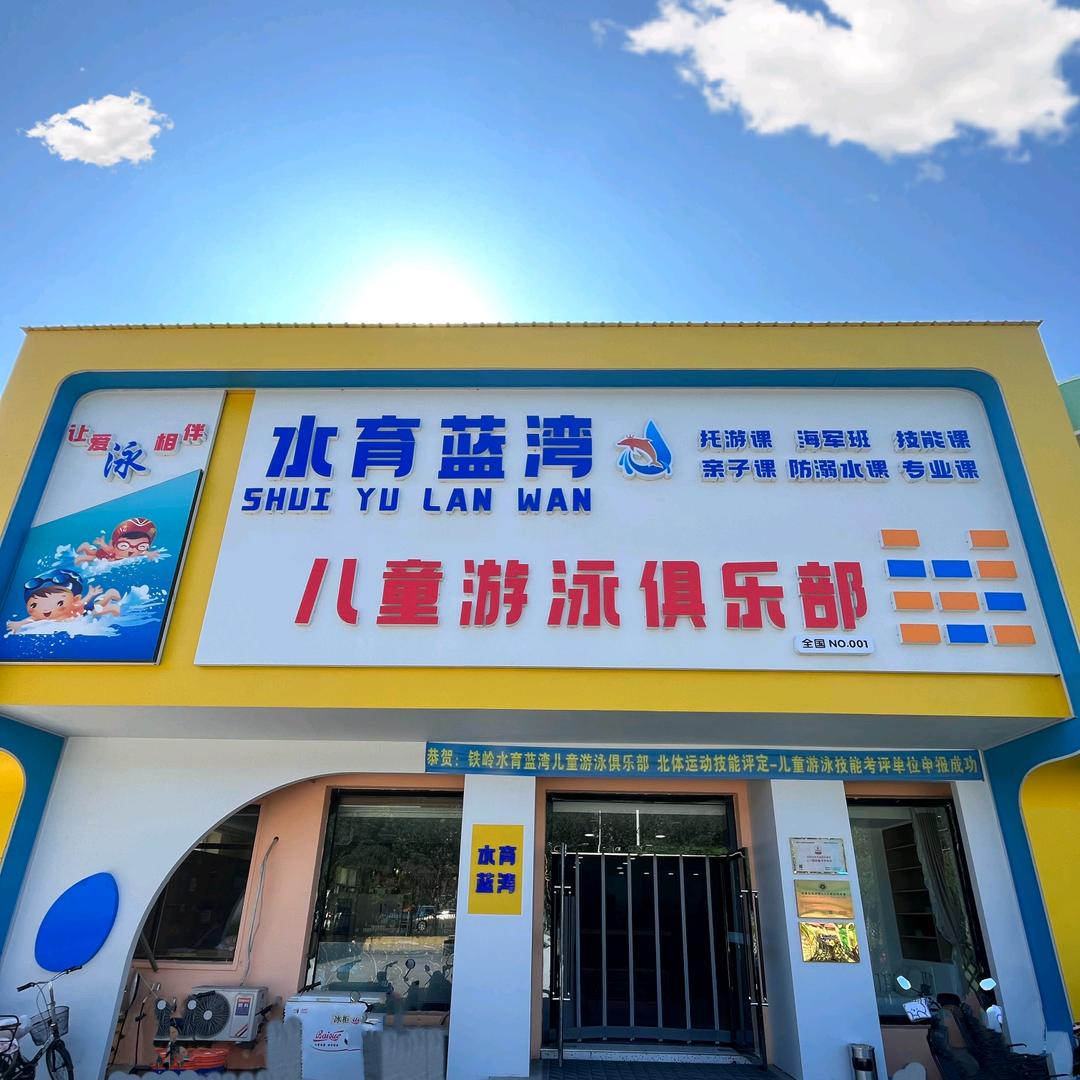 让爱泳相伴
水育蓝湾
SHUI YU LAN WAN
托游课 海军班 技能课
亲子课 防溺水课 专业课
儿童游泳俱乐部
全国 NO.001
恭贺：铁岭水育蓝湾儿童游泳俱乐部 北体运动技能评定-儿童游泳技能考评单位申报成功
水育
蓝湾
冰柜